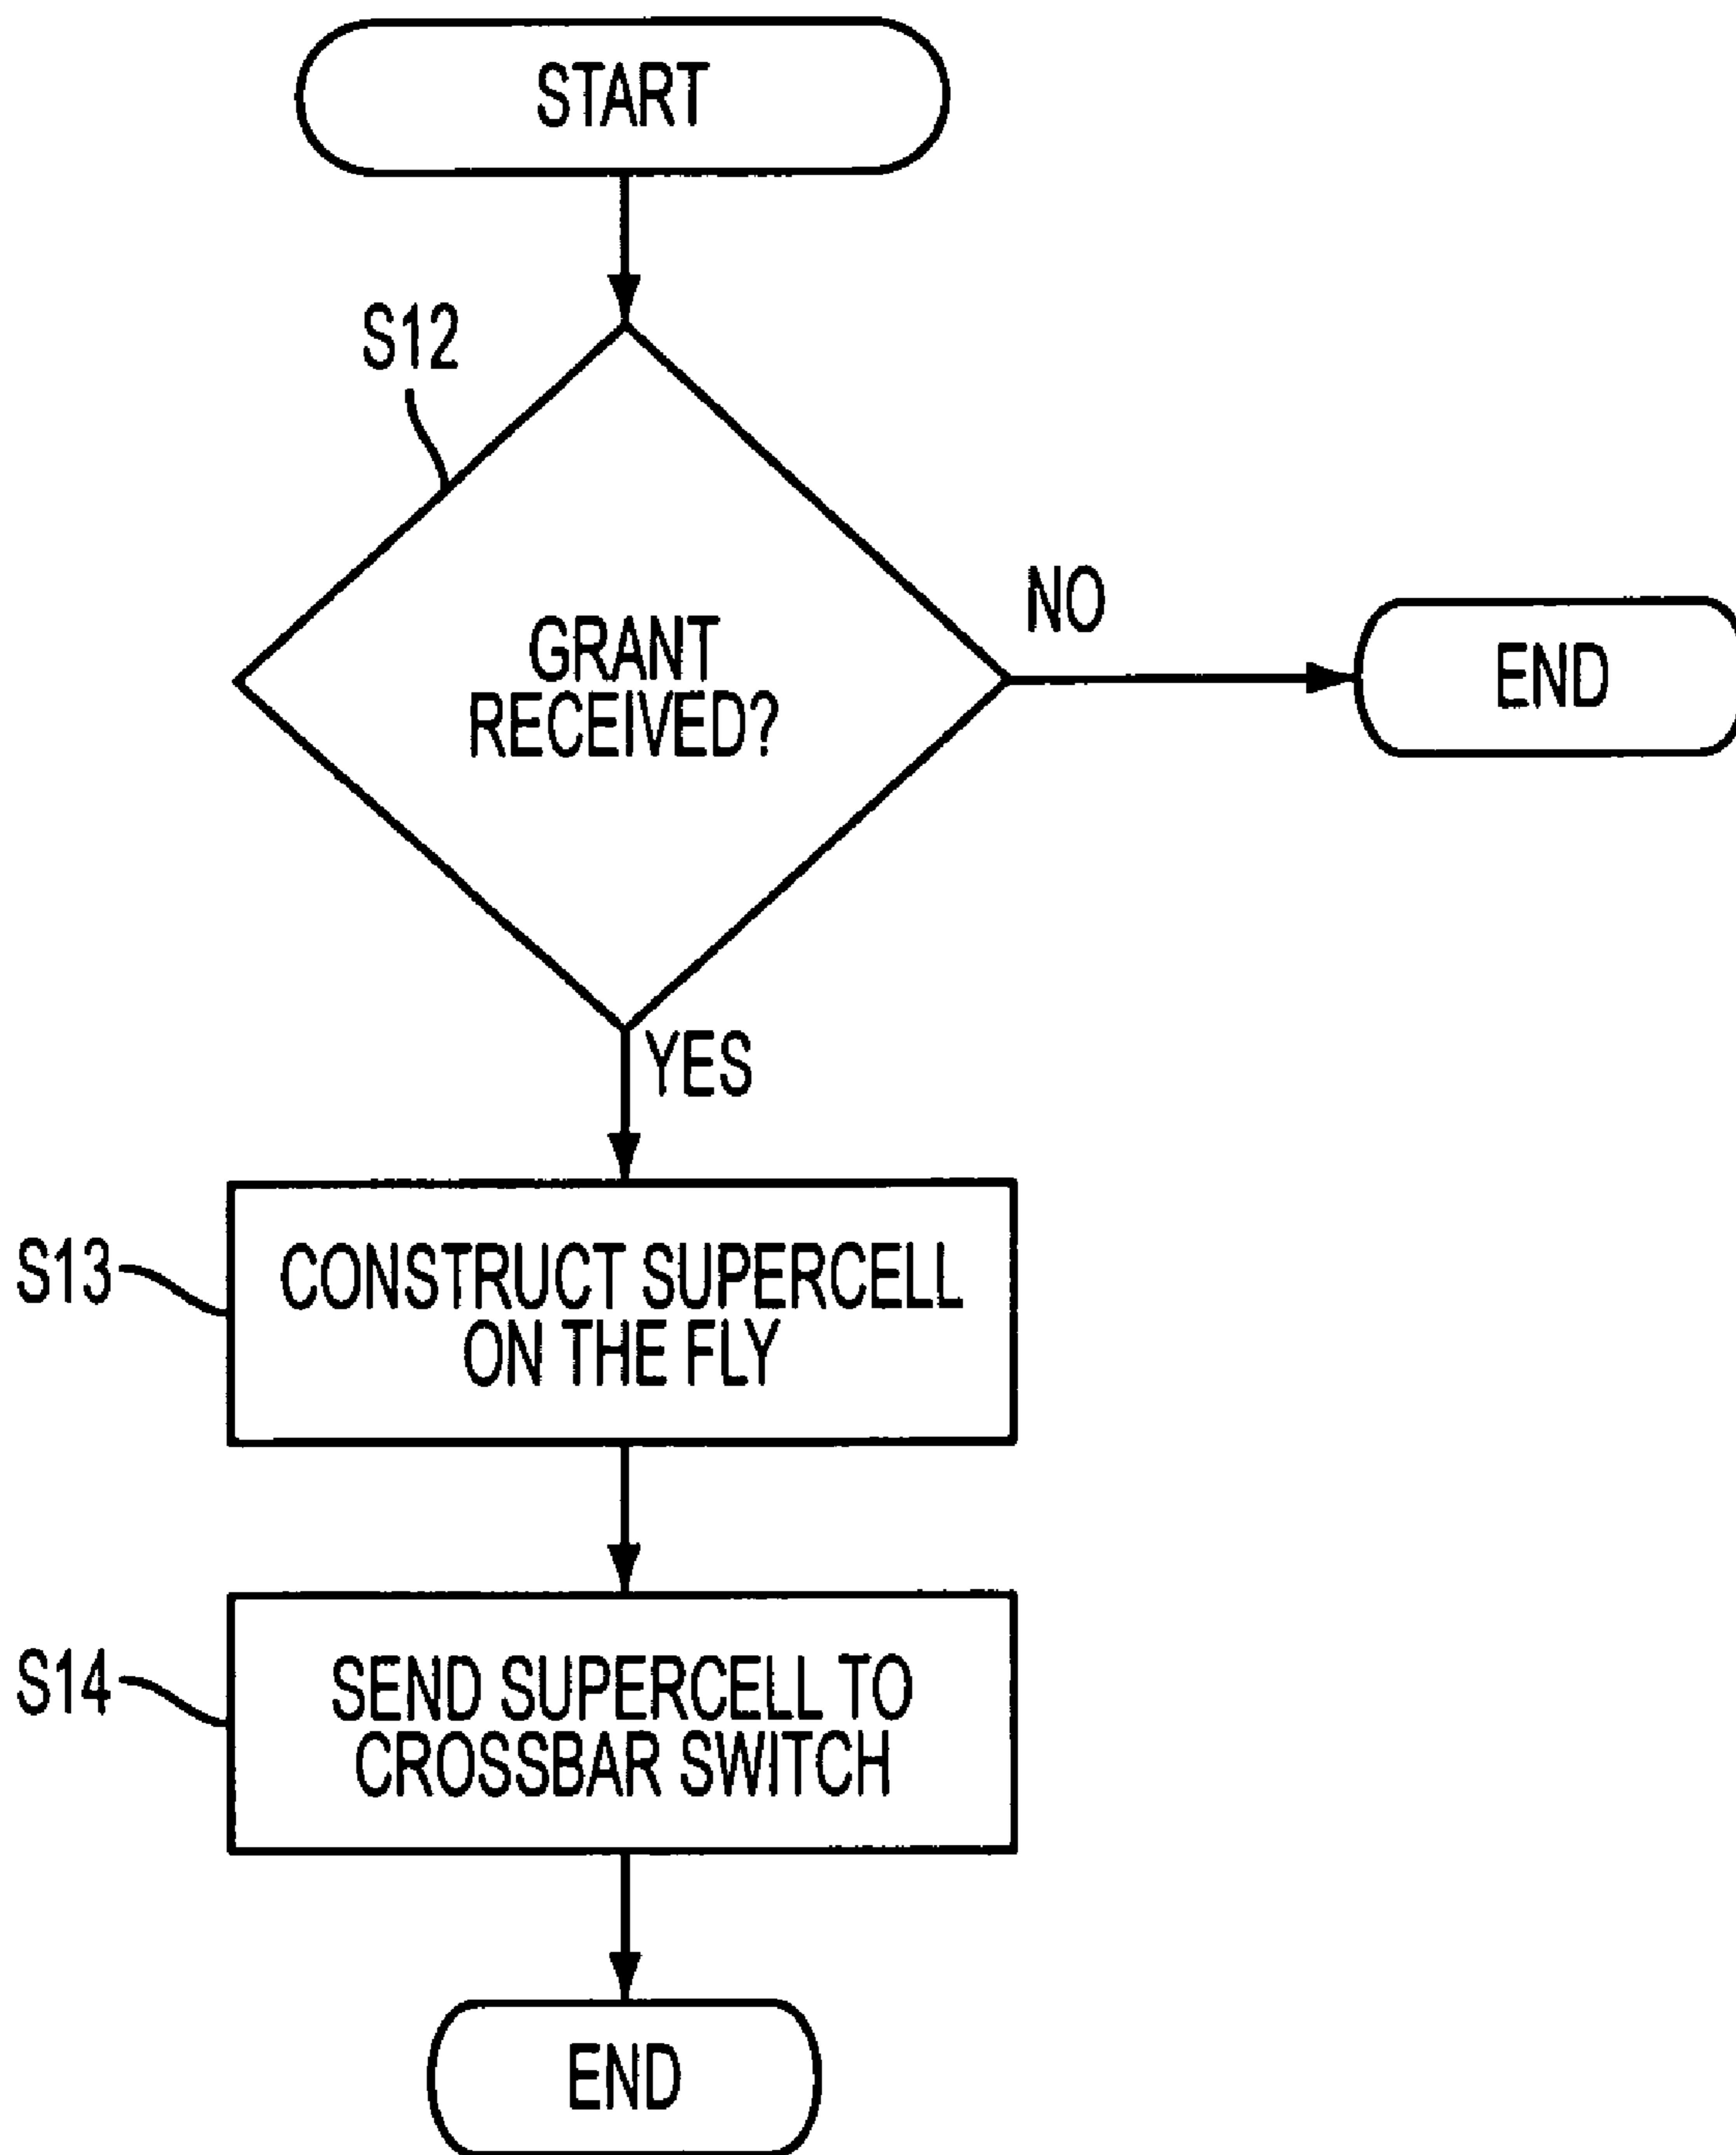 START
S12
GRANT
RECEIVED?
NO
END
YES
S13
CONSTRUCT SUPERCELL
ON THE FLY
S14
SEND SUPERCELL TO
CROSSBAR SWITCH
END